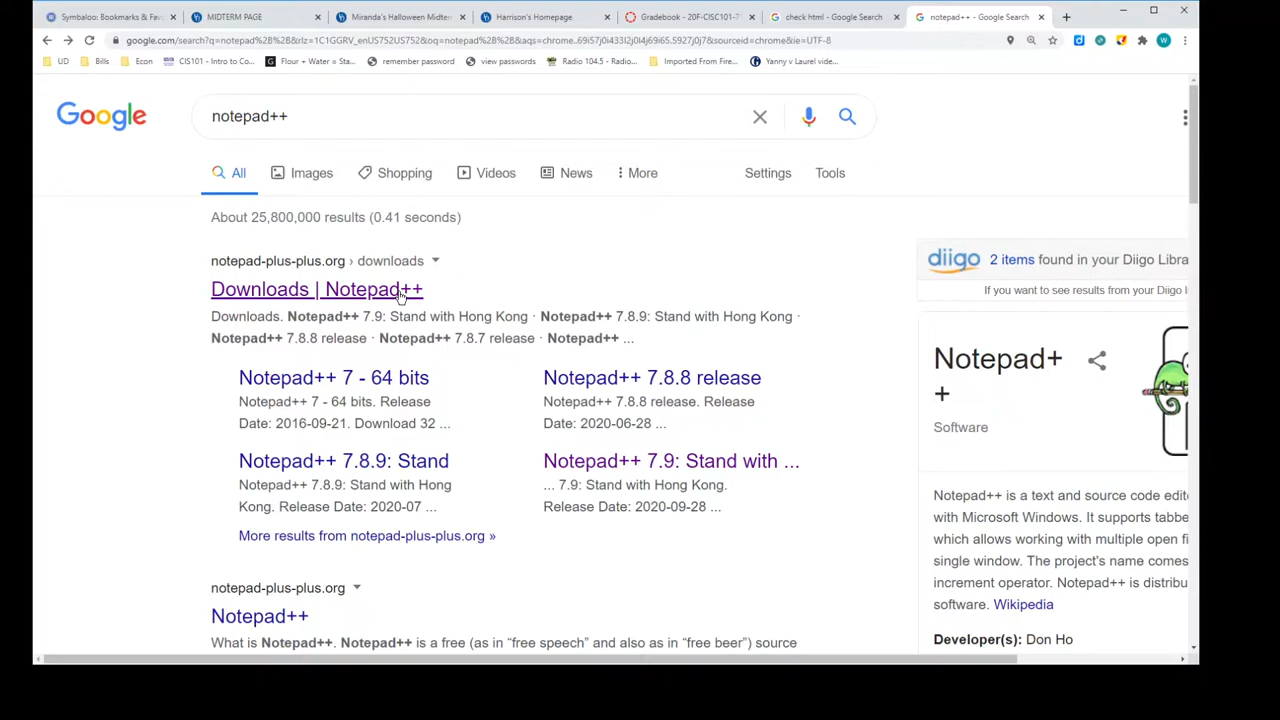 Symbaloo: Bookmarks & Fav
MIDTERM PAGE
Miranda's Halloween Midter
Harrison's Homepage
Gradebook - 20F-CISC101-7
check html - Google Search
notepad++ - Google Search
google.com/search?q=notepad%2B%2B&rlz=1C1GGRV_enUS752US752&oq=notepad%2B%2B&aqs=chrome..69i57j0i433l2j0l4j69i65.5927j0j7&sourceid=chrome&ie=UTF-8
UD
Bills
Econ
CIS101 - Intro to Co...
Flour + Water = Sta...
remember password
view passwords
Radio 104.5 - Radio...
Imported From Fire...
Yanny v Laurel vide...
Google
notepad++
All
Images
Shopping
Videos
News
More
Settings
Tools
About 25,800,000 results (0.41 seconds)
notepad-plus-plus.org › downloads
Downloads | Notepad++
Downloads. Notepad++ 7.9: Stand with Hong Kong · Notepad++ 7.8.9: Stand with Hong Kong ·
Notepad++ 7.8.8 release · Notepad++ 7.8.7 release · Notepad++ ...
Notepad++ 7 - 64 bits
Notepad++ 7 - 64 bits. Release
Date: 2016-09-21. Download 32 ...
Notepad++ 7.8.8 release
Notepad++ 7.8.8 release. Release
Date: 2020-06-28 ...
Notepad++ 7.8.9: Stand
Notepad++ 7.8.9: Stand with Hong
Kong. Release Date: 2020-07 ...
Notepad++ 7.9: Stand with ...
... 7.9: Stand with Hong Kong.
Release Date: 2020-09-28 ...
More results from notepad-plus-plus.org »
notepad-plus-plus.org
Notepad++
What is Notepad++. Notepad++ is a free (as in “free speech” and also as in “free beer”) source
diigo
2 items found in your Diigo Libra
If you want to see results from your Diigo l
Notepad+
+
Software
Notepad++ is a text and source code edit
with Microsoft Windows. It supports tabbe
which allows working with multiple open fi
single window. The project's name comes
increment operator. Notepad++ is distribu
software. Wikipedia
Developer(s): Don Ho